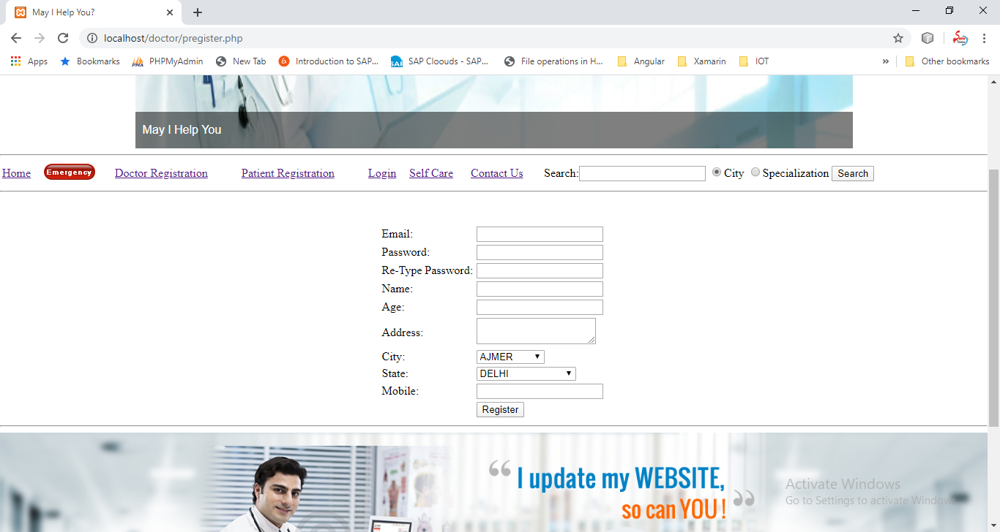 May I Help You?
localhost/doctor/pregister.php
Apps Bookmarks PHPMyAdmin New Tab Introduction to SAP... SAP Cloouds - SAP... File operations in H... Angular Xamarin IOT » Other bookmarks
May I Help You
Home Emergency Doctor Registration Patient Registration Login Self Care Contact Us Search: City Specialization Search
Email:
Password:
Re-Type Password:
Name:
Age:
Address:
City: AJMER
State: DELHI
Mobile:
Register
“I update my WEBSITE,
so can YOU!”
Activate Windows
Go to Settings to activate Windows.